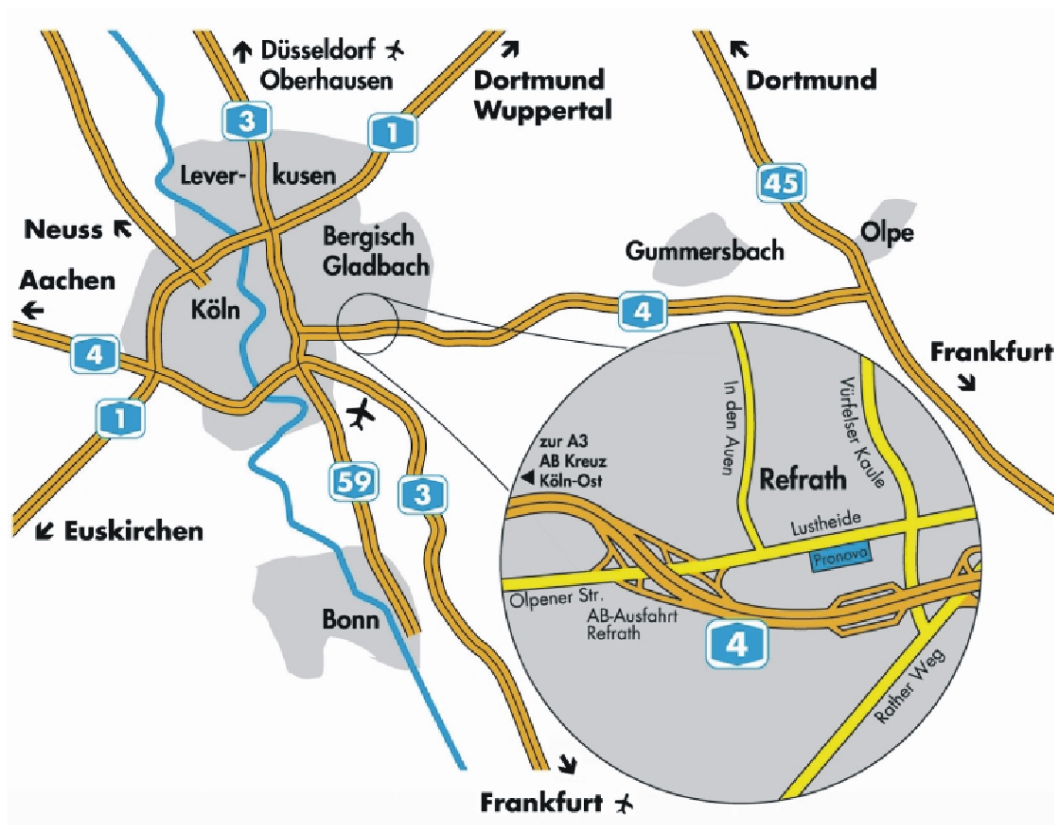 Düsseldorf
Oberhausen
Dortmund
Wuppertal
Dortmund
3
1
45
Lever-
kusen
Neuss
Bergisch
Gladbach
Gummersbach
Olpe
Aachen
Köln
4
4
1
Frankfurt
59
3
Euskirchen
Bonn
Frankfurt
zur A3
AB Kreuz
Köln-Ost
In den Auen
Vürfelser Kaule
Refrath
Lustheide
Pronova
Olpener Str.
AB-Ausfahrt
Refrath
4
Rather Weg